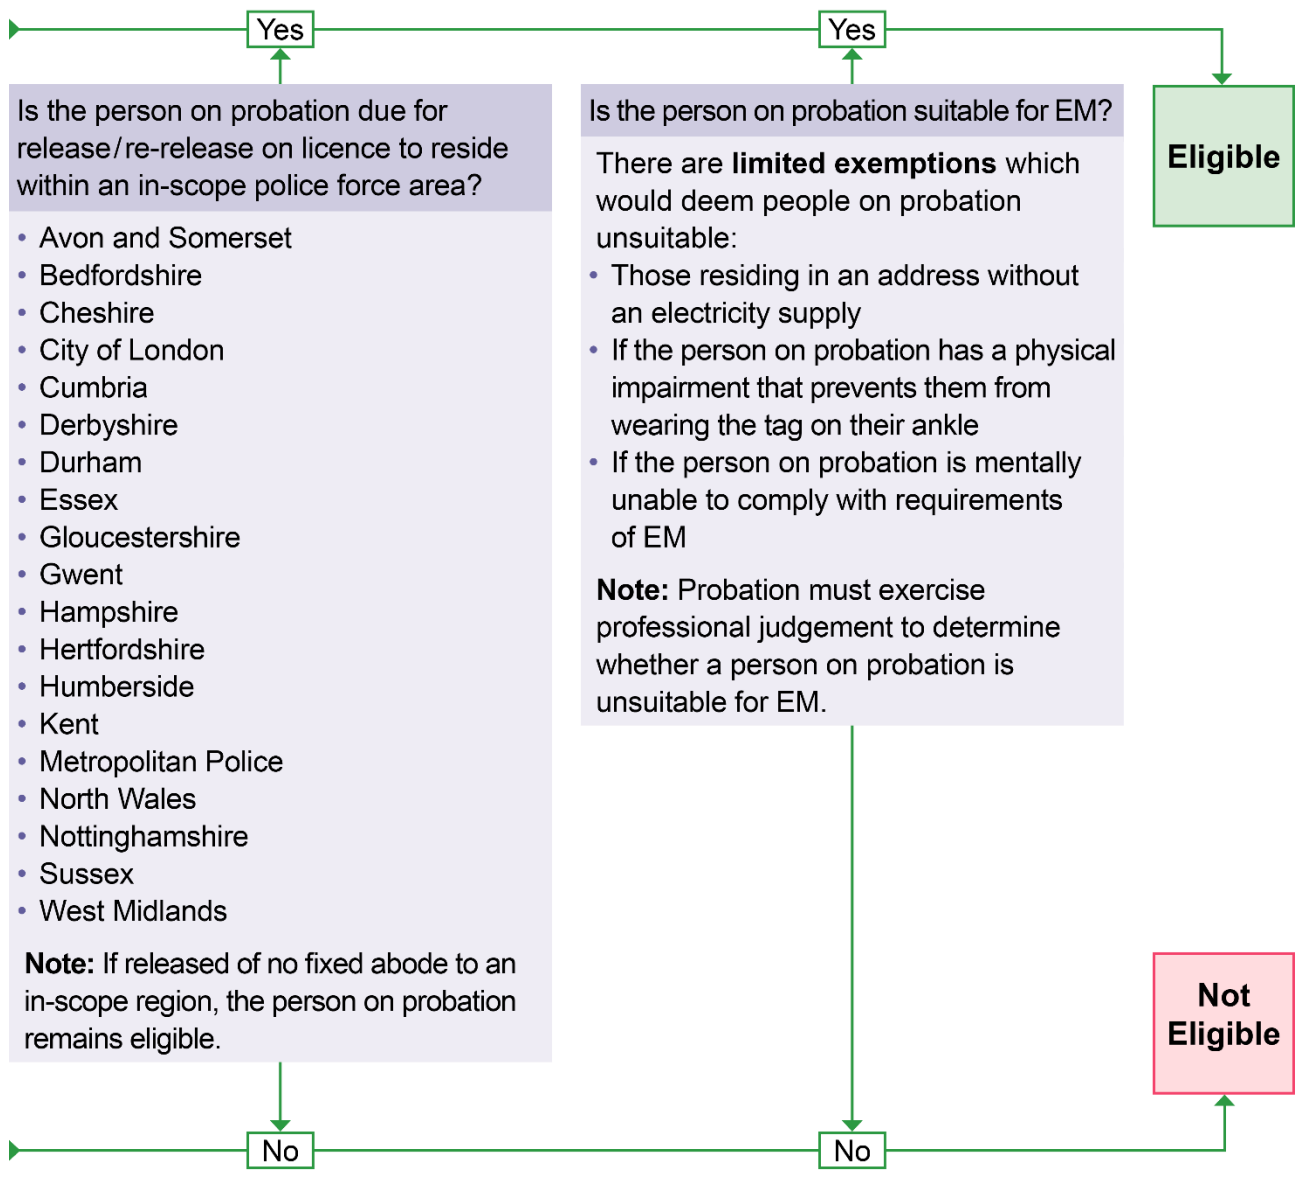 Yes
Yes
Is the person on probation due for
release/re-release on licence to reside
within an in-scope police force area?
• Avon and Somerset
• Bedfordshire
• Cheshire
• City of London
• Cumbria
• Derbyshire
• Durham
• Essex
• Gloucestershire
• Gwent
• Hampshire
• Hertfordshire
• Humberside
• Kent
• Metropolitan Police
• North Wales
• Nottinghamshire
• Sussex
• West Midlands
Note: If released of no fixed abode to an
in-scope region, the person on probation
remains eligible.
Is the person on probation suitable for EM?
There are limited exemptions which
would deem people on probation
unsuitable:
• Those residing in an address without
an electricity supply
• If the person on probation has a physical
impairment that prevents them from
wearing the tag on their ankle
• If the person on probation is mentally
unable to comply with requirements
of EM
Note: Probation must exercise
professional judgement to determine
whether a person on probation is
unsuitable for EM.
Eligible
Not
Eligible
No
No